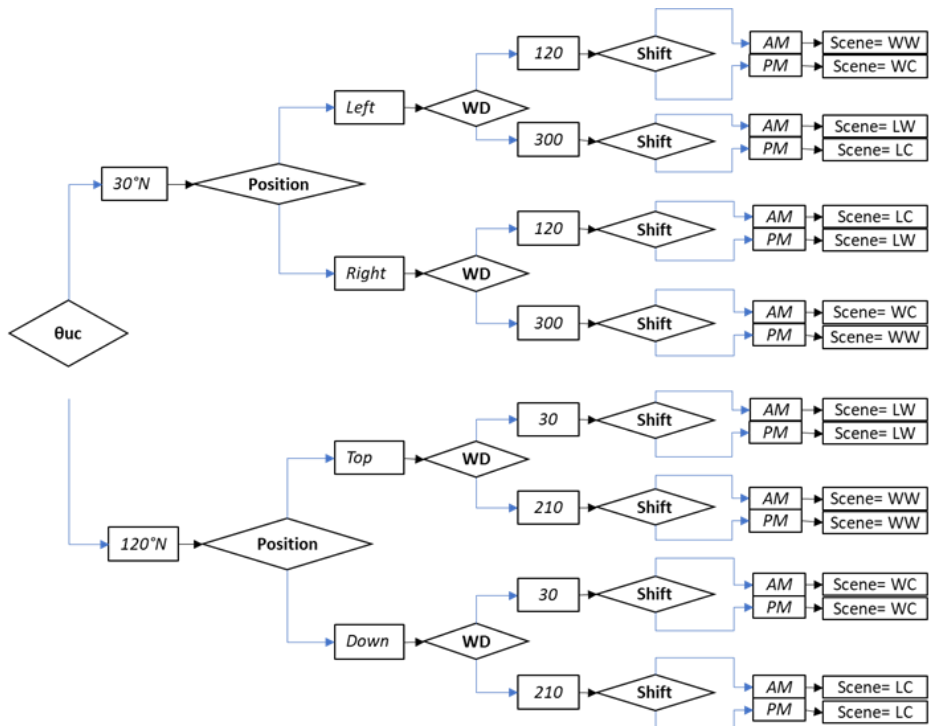 120
Shift
AM
Scene= WW
PM
Scene= WC
Left
WD
300
Shift
AM
Scene= LW
PM
Scene= LC
30°N
Position
120
Shift
AM
Scene= LC
PM
Scene= LW
Right
WD
300
Shift
AM
Scene= WC
PM
Scene= WW
θuc
30
Shift
AM
Scene= LW
PM
Scene= LW
Top
WD
210
Shift
AM
Scene= WW
PM
Scene= WW
120°N
Position
30
Shift
AM
Scene= WC
PM
Scene= WC
Down
WD
210
Shift
AM
Scene= LC
PM
Scene= LC